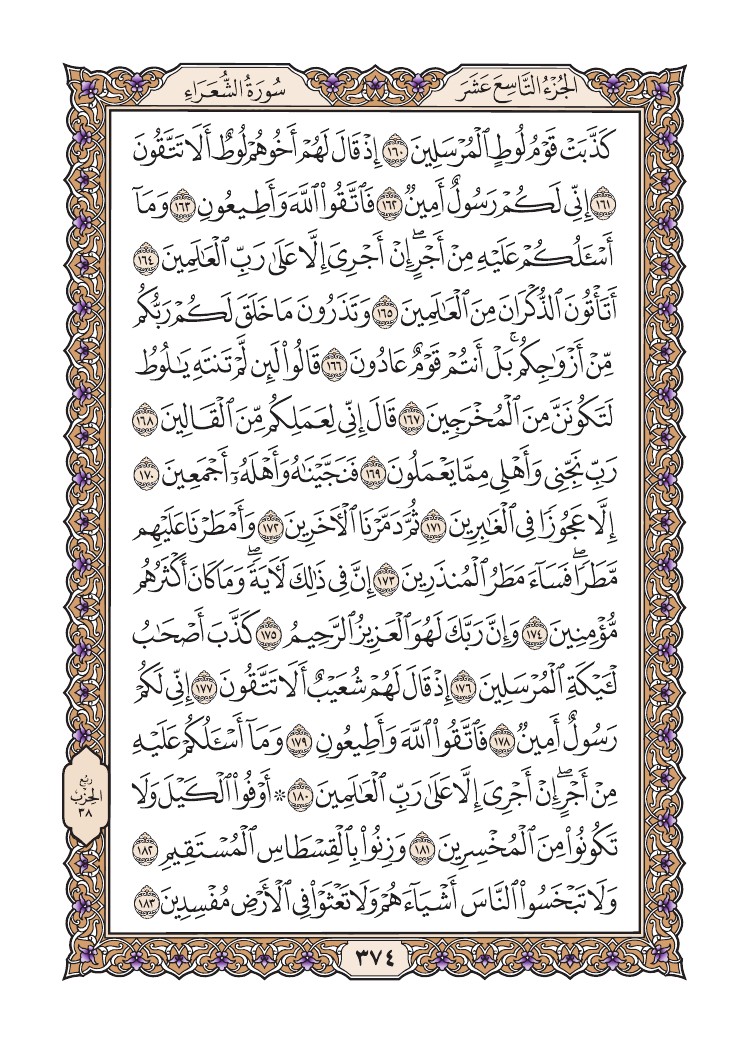 الجُزْءُ التَّاسِعَ عَشَرَ
سُورَةُ الشُّعَرَاءِ
كَذَّبَتۡ قَوۡمُ لُوطٍ ٱلۡمُرۡسَلِينَ ١٦٠ إِذۡ قَالَ لَهُمۡ أَخُوهُمۡ لُوطٌ أَلَا تَتَّقُونَ
١٦١ إِنِّي لَكُمۡ رَسُولٌ أَمِينٞ ١٦٢ فَٱتَّقُواْ ٱللَّهَ وَأَطِيعُونِ ١٦٣ وَمَآ
أَسۡـَٔلُكُمۡ عَلَيۡهِ مِنۡ أَجۡرٍۖ إِنۡ أَجۡرِيَ إِلَّا عَلَىٰ رَبِّ ٱلۡعَٰلَمِينَ ١٦٤
أَتَأۡتُونَ ٱلذُّكۡرَانَ مِنَ ٱلۡعَٰلَمِينَ ١٦٥ وَتَذَرُونَ مَا خَلَقَ لَكُمۡ رَبُّكُم
مِّنۡ أَزۡوَٰجِكُمۚ بَلۡ أَنتُمۡ قَوۡمٌ عَادُونَ ١٦٦ قَالُواْ لَئِن لَّمۡ تَنتَهِ يَٰلُوطُ
لَتَكُونَنَّ مِنَ ٱلۡمُخۡرَجِينَ ١٦٧ قَالَ إِنِّي لِعَمَلِكُم مِّنَ ٱلۡقَالِينَ ١٦٨
رَبِّ نَجِّنِي وَأَهۡلِي مِمَّا يَعۡمَلُونَ ١٦٩ فَنَجَّيۡنَٰهُ وَأَهۡلَهُۥٓ أَجۡمَعِينَ ١٧٠
إِلَّا عَجُوزٗا فِي ٱلۡغَٰبِرِينَ ١٧١ ثُمَّ دَمَّرۡنَا ٱلۡأٓخَرِينَ ١٧٢ وَأَمۡطَرۡنَا عَلَيۡهِم
مَّطَرٗاۖ فَسَآءَ مَطَرُ ٱلۡمُنذَرِينَ ١٧٣ إِنَّ فِي ذَٰلِكَ لَأٓيَةٗۖ وَمَا كَانَ أَكۡثَرُهُم
مُّؤۡمِنِينَ ١٧٤ وَإِنَّ رَبَّكَ لَهُوَ ٱلۡعَزِيزُ ٱلرَّحِيمُ ١٧٥ كَذَّبَ أَصۡحَٰبُ
لۡـَٔيۡكَةِ ٱلۡمُرۡسَلِينَ ١٧٦ إِذۡ قَالَ لَهُمۡ شُعَيۡبٌ أَلَا تَتَّقُونَ ١٧٧ إِنِّي لَكُمۡ
رَسُولٌ أَمِينٞ ١٧٨ فَٱتَّقُواْ ٱللَّهَ وَأَطِيعُونِ ١٧٩ وَمَآ أَسۡـَٔلُكُمۡ عَلَيۡهِ
مِنۡ أَجۡرٍۖ إِنۡ أَجۡرِيَ إِلَّا عَلَىٰ رَبِّ ٱلۡعَٰلَمِينَ ١٨٠ ۞ أَوۡفُواْ ٱلۡكَيۡلَ وَلَا
تَكُونُواْ مِنَ ٱلۡمُخۡسِرِينَ ١٨١ وَزِنُواْ بِٱلۡقِسۡطَاسِ ٱلۡمُسۡتَقِيمِ ١٨٢
وَلَا تَبۡخَسُواْ ٱلنَّاسَ أَشۡيَآءَهُمۡ وَلَا تَعۡثَوۡاْ فِي ٱلۡأَرۡضِ مُفۡسِدِينَ ١٨٣
ربع
الحزب
٣٨
٣٧٤